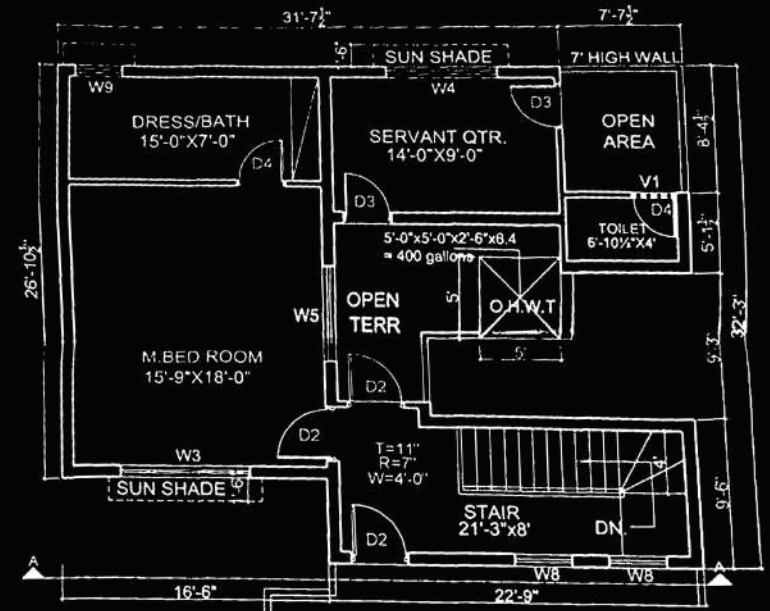 31'-7½"
7'-7½"
SUN SHADE
7' HIGH WALL
W9
W4
D3
DRESS/BATH
15'-0"X7'-0"
D4
SERVANT QTR.
14'-0"X9'-0"
OPEN
AREA
8'-4½"
V1
D3
D4
TOILET
6'-10½"X4'
5'-1½"
26'-10½"
5'-0"x5'-0"x2'-6"x6.4
= 400 gallons
OPEN
TERR
5'
O.H.W.T
5'
W5
M.BED ROOM
15'-9"X18'-0"
9'-3"
32'-3"
D2
D2
W3
SUN SHADE
T=11"
R=7"
W=4'-0"
4'
9'-6"
STAIR
21'-3"x8'
DN.
D2
W8
W8
A
A
16'-6"
22'-9"